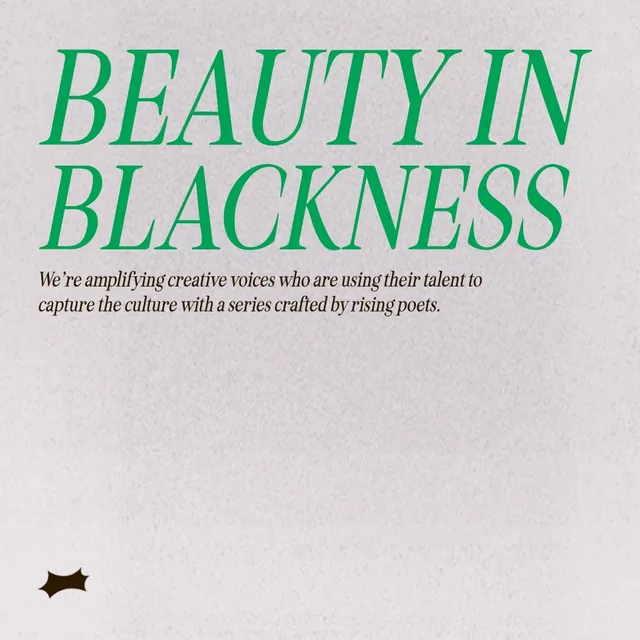 BEAUTY IN
BLACKNESS
We’re amplifying creative voices who are using their talent to
capture the culture with a series crafted by rising poets.